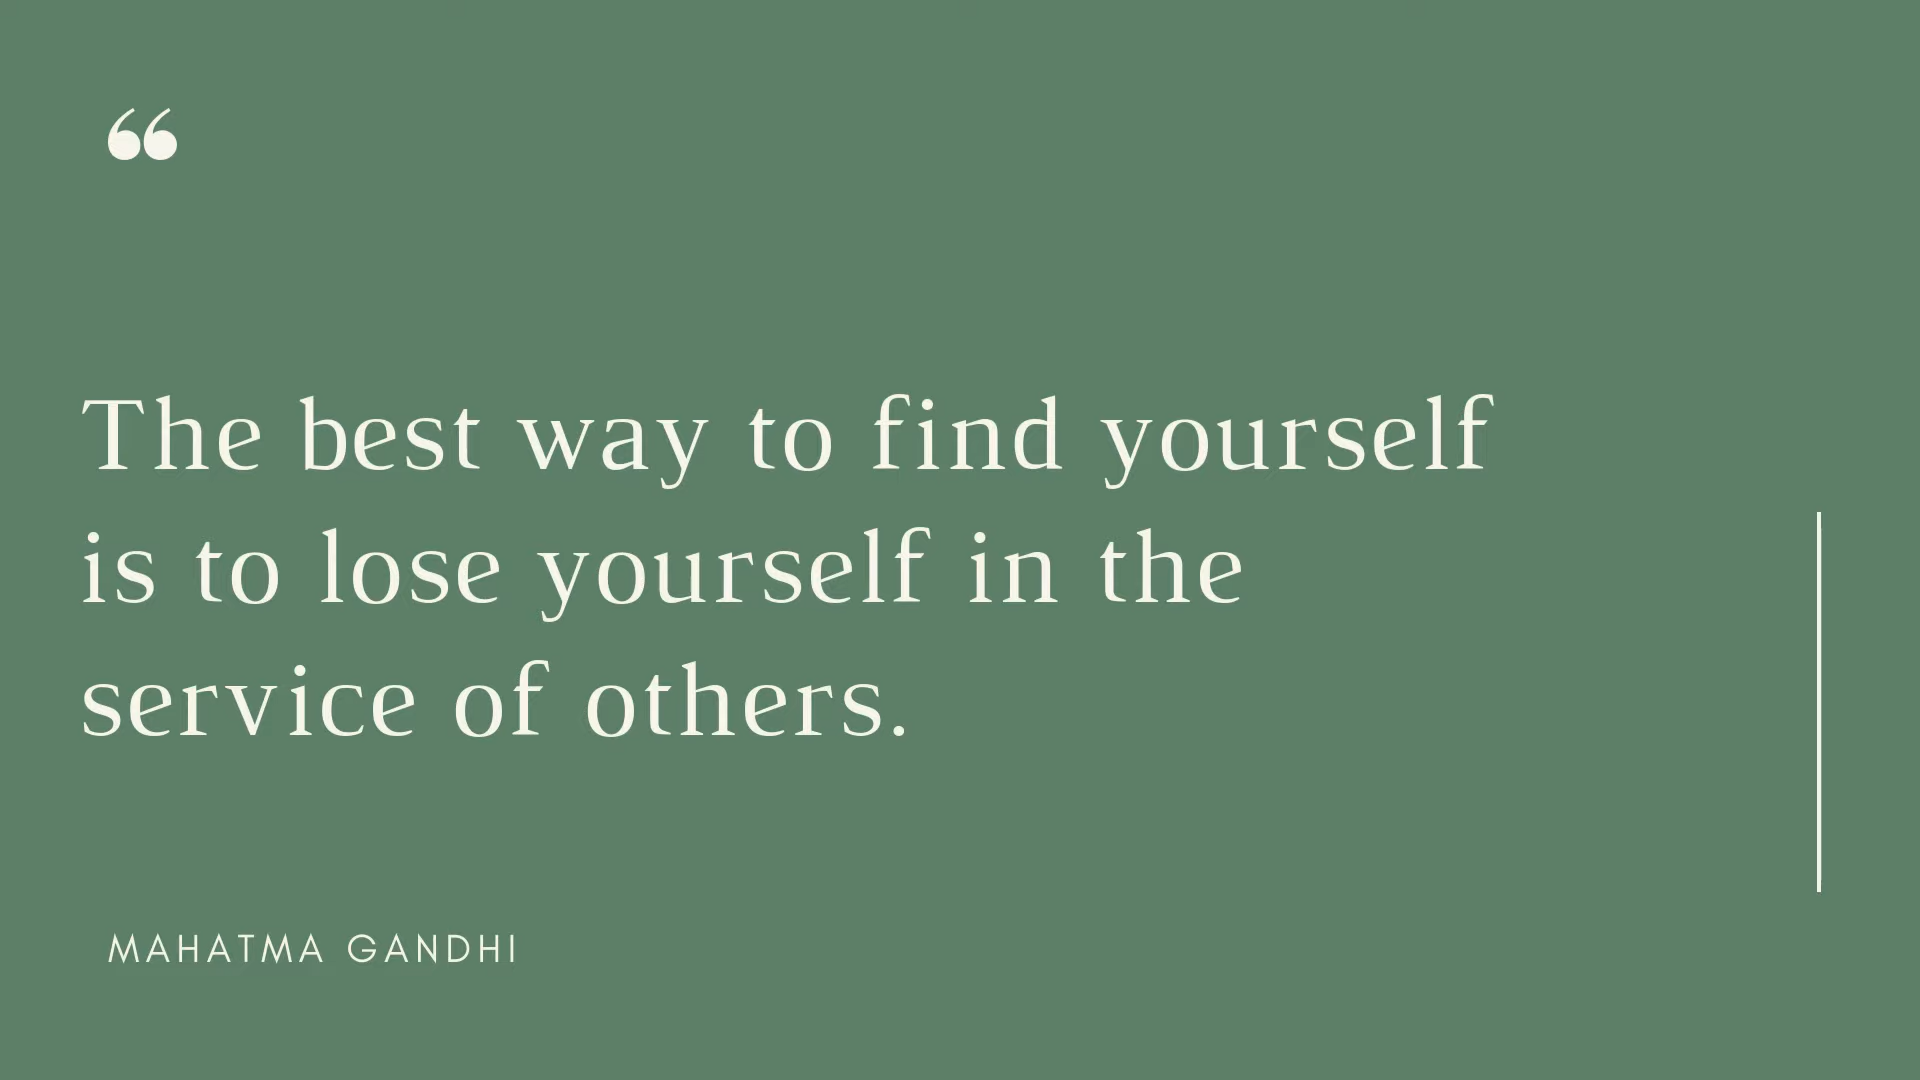 “
The best way to find yourself
is to lose yourself in the
service of others.
MAHATMA GANDHI